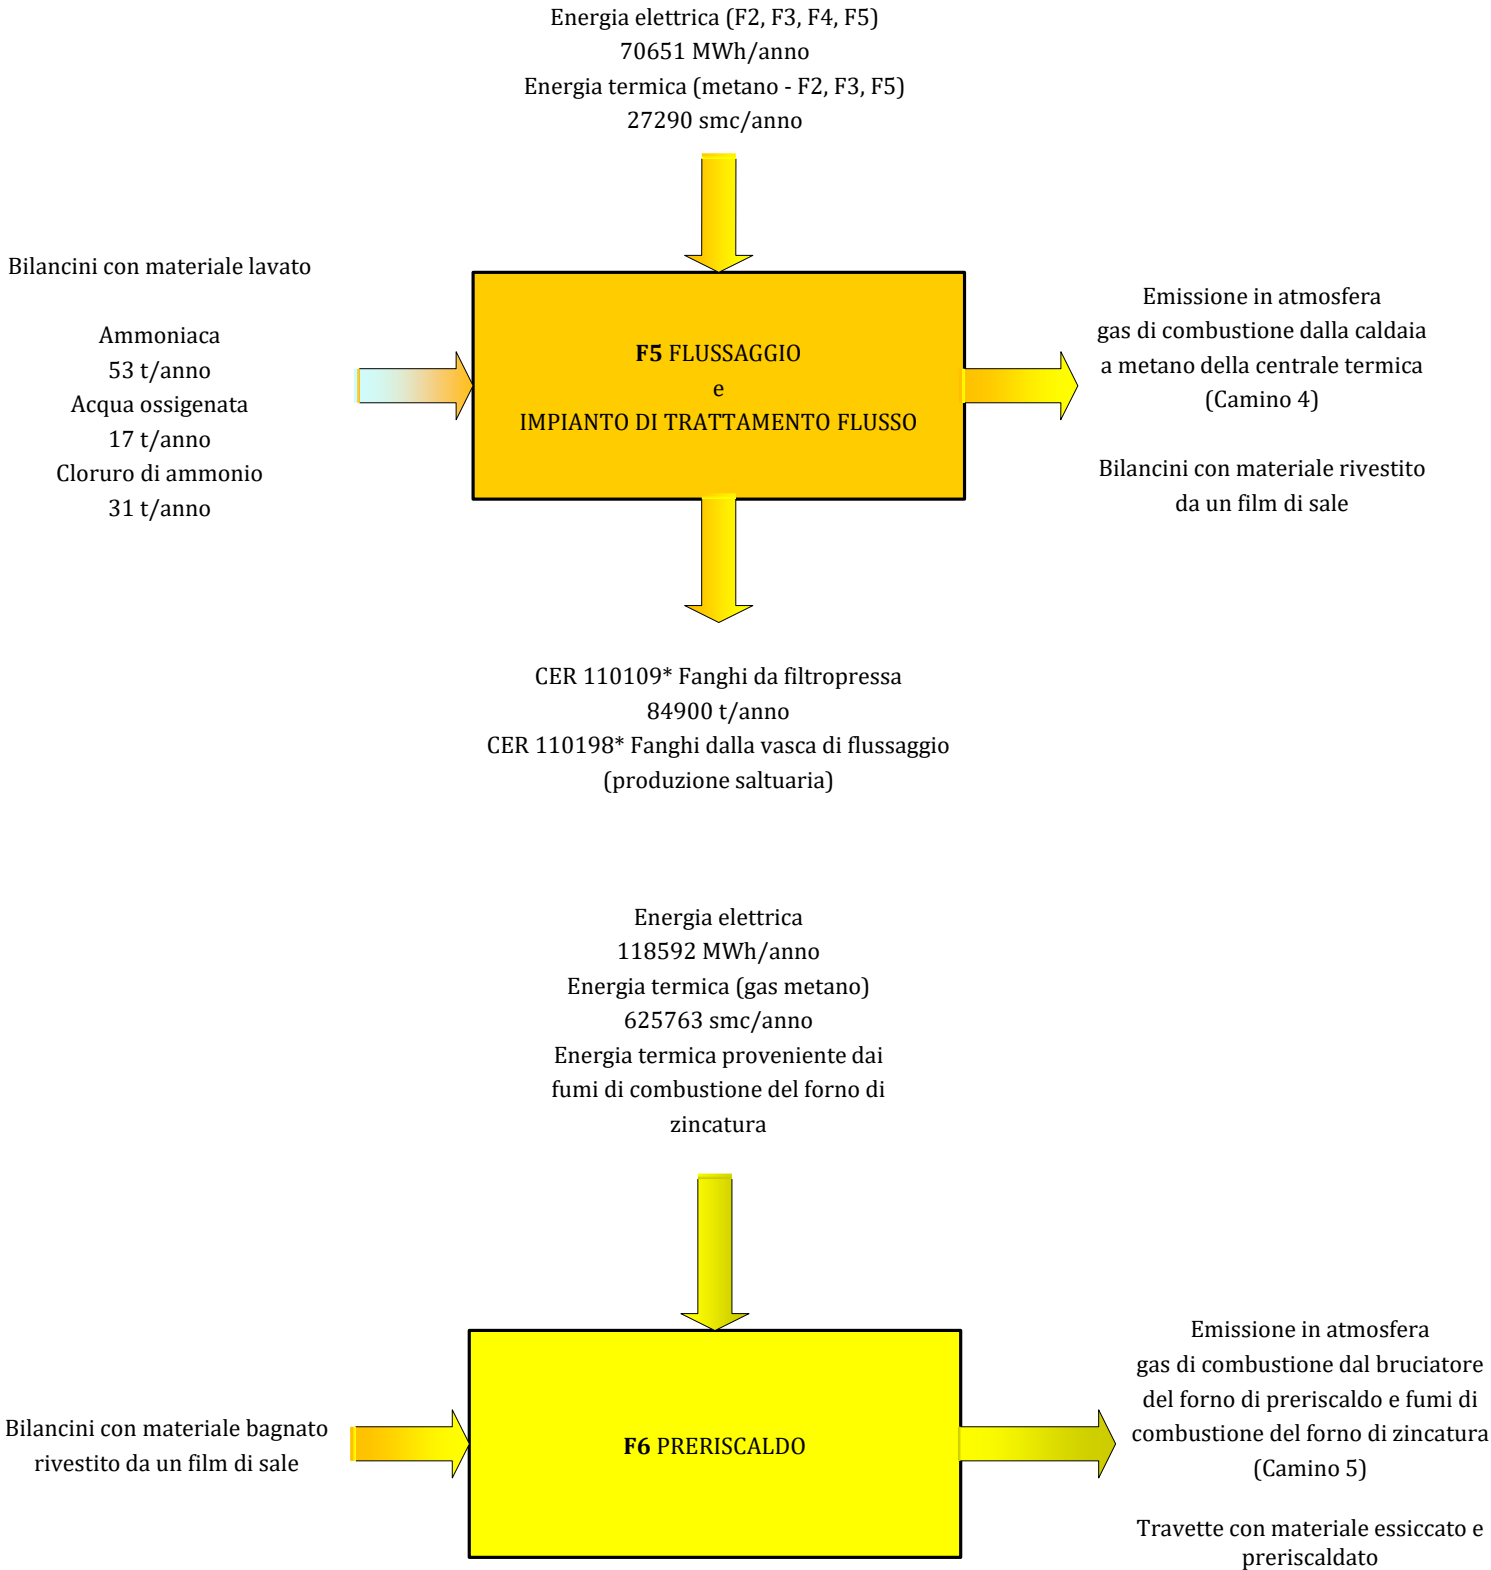 Energia elettrica (F2, F3, F4, F5)
70651 MWh/anno
Energia termica (metano - F2, F3, F5)
27290 smc/anno
Bilancini con materiale lavato
Ammoniaca
53 t/anno
Acqua ossigenata
17 t/anno
Cloruro di ammonio
31 t/anno
F5 FLUSSAGGIO
e
IMPIANTO DI TRATTAMENTO FLUSSO
Emissione in atmosfera
gas di combustione dalla caldaia
a metano della centrale termica
(Camino 4)
Bilancini con materiale rivestito
da un film di sale
CER 110109* Fanghi da filtropressa
84900 t/anno
CER 110198* Fanghi dalla vasca di flussaggio
(produzione saltuaria)
Energia elettrica
118592 MWh/anno
Energia termica (gas metano)
625763 smc/anno
Energia termica proveniente dai
fumi di combustione del forno di
zincatura
Bilancini con materiale bagnato
rivestito da un film di sale
F6 PRERISCALDO
Emissione in atmosfera
gas di combustione dal bruciatore
del forno di preriscaldo e fumi di
combustione del forno di zincatura
(Camino 5)
Travette con materiale essiccato e
preriscaldato